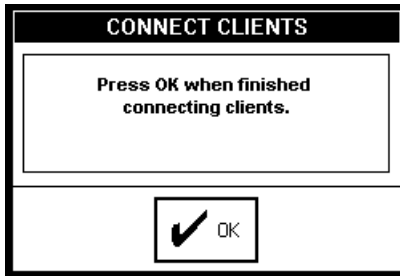 CONNECT CLIENTS
Press OK when finished
connecting clients.
OK